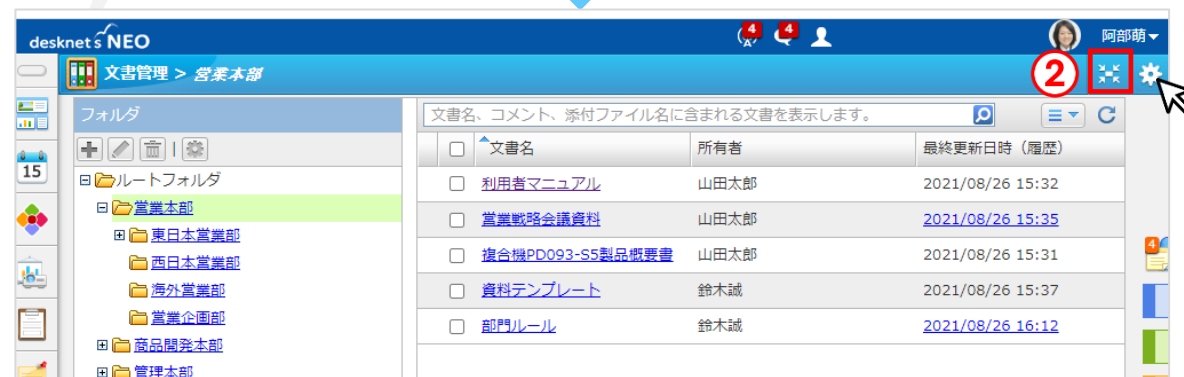 desknet's NEO
4
4
阿部萌
文書管理 > 営業本部
②
フォルダ
文書名、コメント、添付ファイル名に含まれる文書を表示します。
文書名 所有者 最終更新日時（履歴）
15
ルートフォルダ
営業本部
東日本営業部
西日本営業部
海外営業部
営業企画部
商品開発本部
管理本部
利用者マニュアル 山田太郎 2021/08/26 15:32
営業戦略会議資料 山田太郎 2021/08/26 15:35
複合機PD093-S5製品概要書 山田太郎 2021/08/26 15:31
資料テンプレート 鈴木誠 2021/08/26 15:37
部門ルール 鈴木誠 2021/08/26 16:12
4